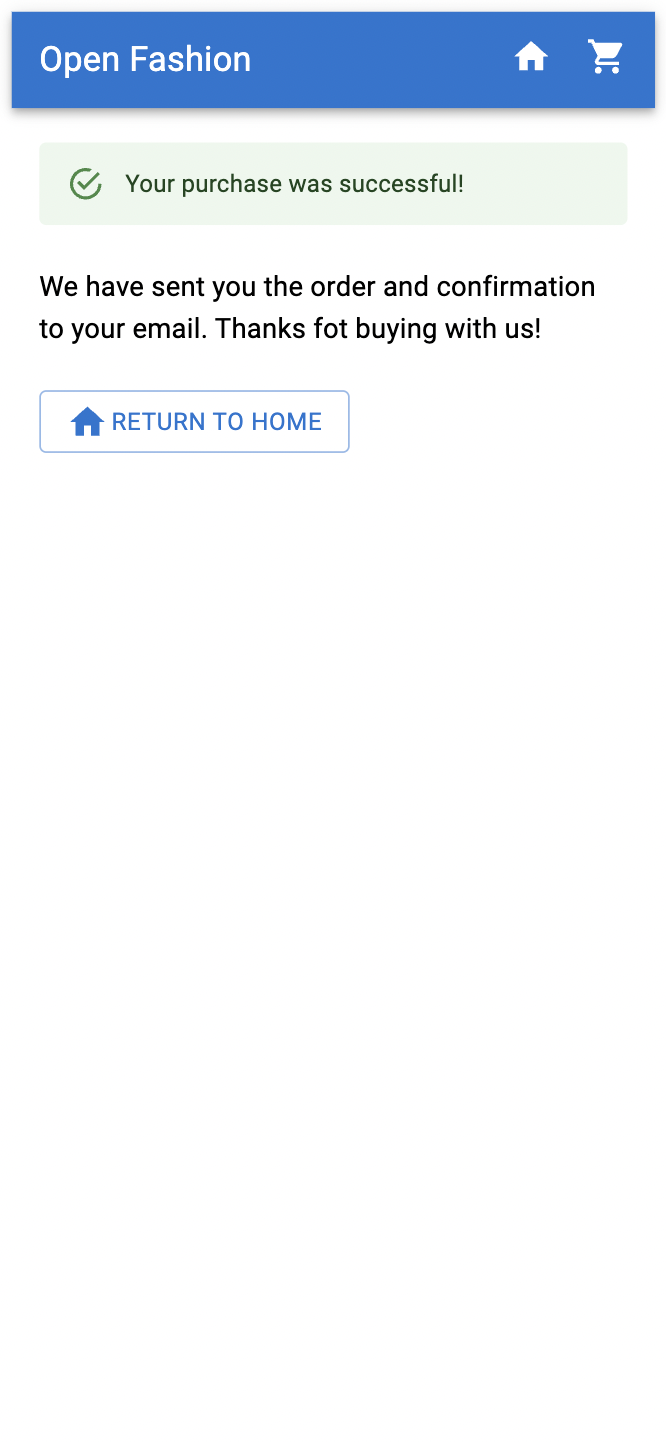 Open Fashion
Your purchase was successful!
We have sent you the order and confirmation
to your email. Thanks fot buying with us!
RETURN TO HOME